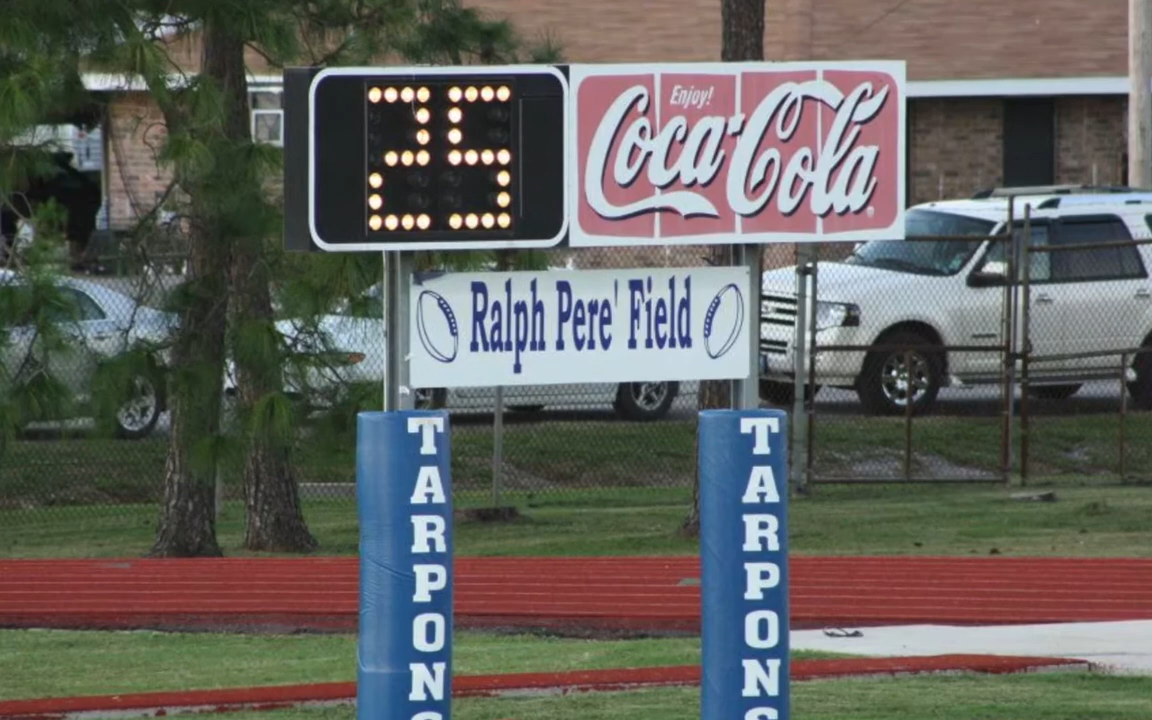 25
Enjoy!
Coca-Cola
Ralph Pere' Field
TARPONS
TARPONS